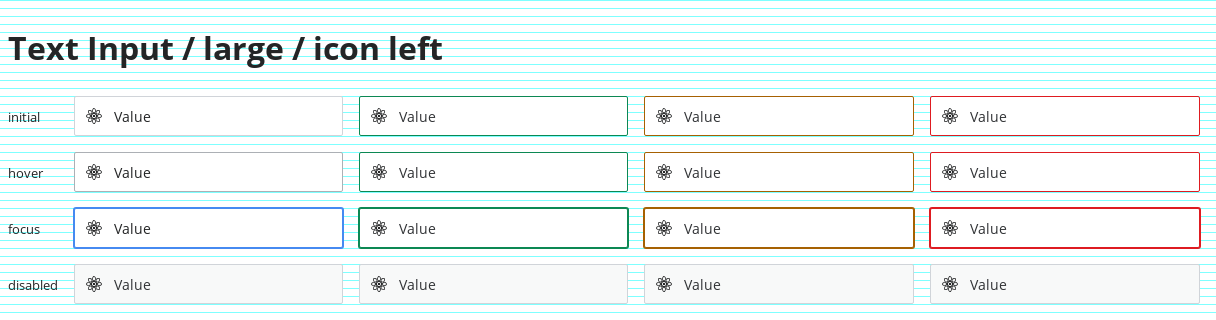 Text Input / large / icon left
initial Value Value Value Value
hover Value Value Value Value
focus Value Value Value Value
disabled Value Value Value Value